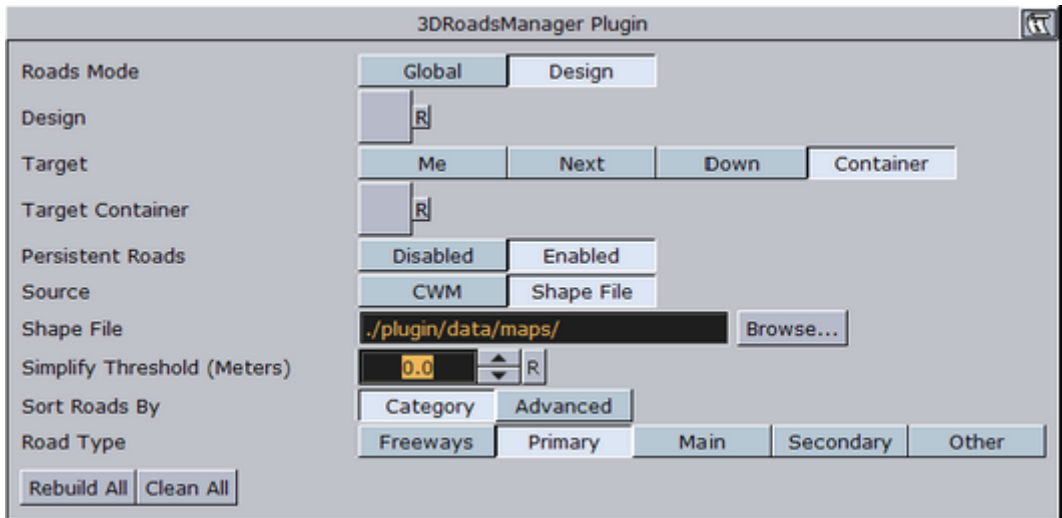 3DRoadsManager Plugin
Roads Mode Global Design
Design R
Target Me Next Down Container
Target Container R
Persistent Roads Disabled Enabled
Source CWM Shape File
Shape File ./plugin/data/maps/ Browse...
Simplify Threshold (Meters) 0.0 R
Sort Roads By Category Advanced
Road Type Freeways Primary Main Secondary Other
Rebuild All Clean All